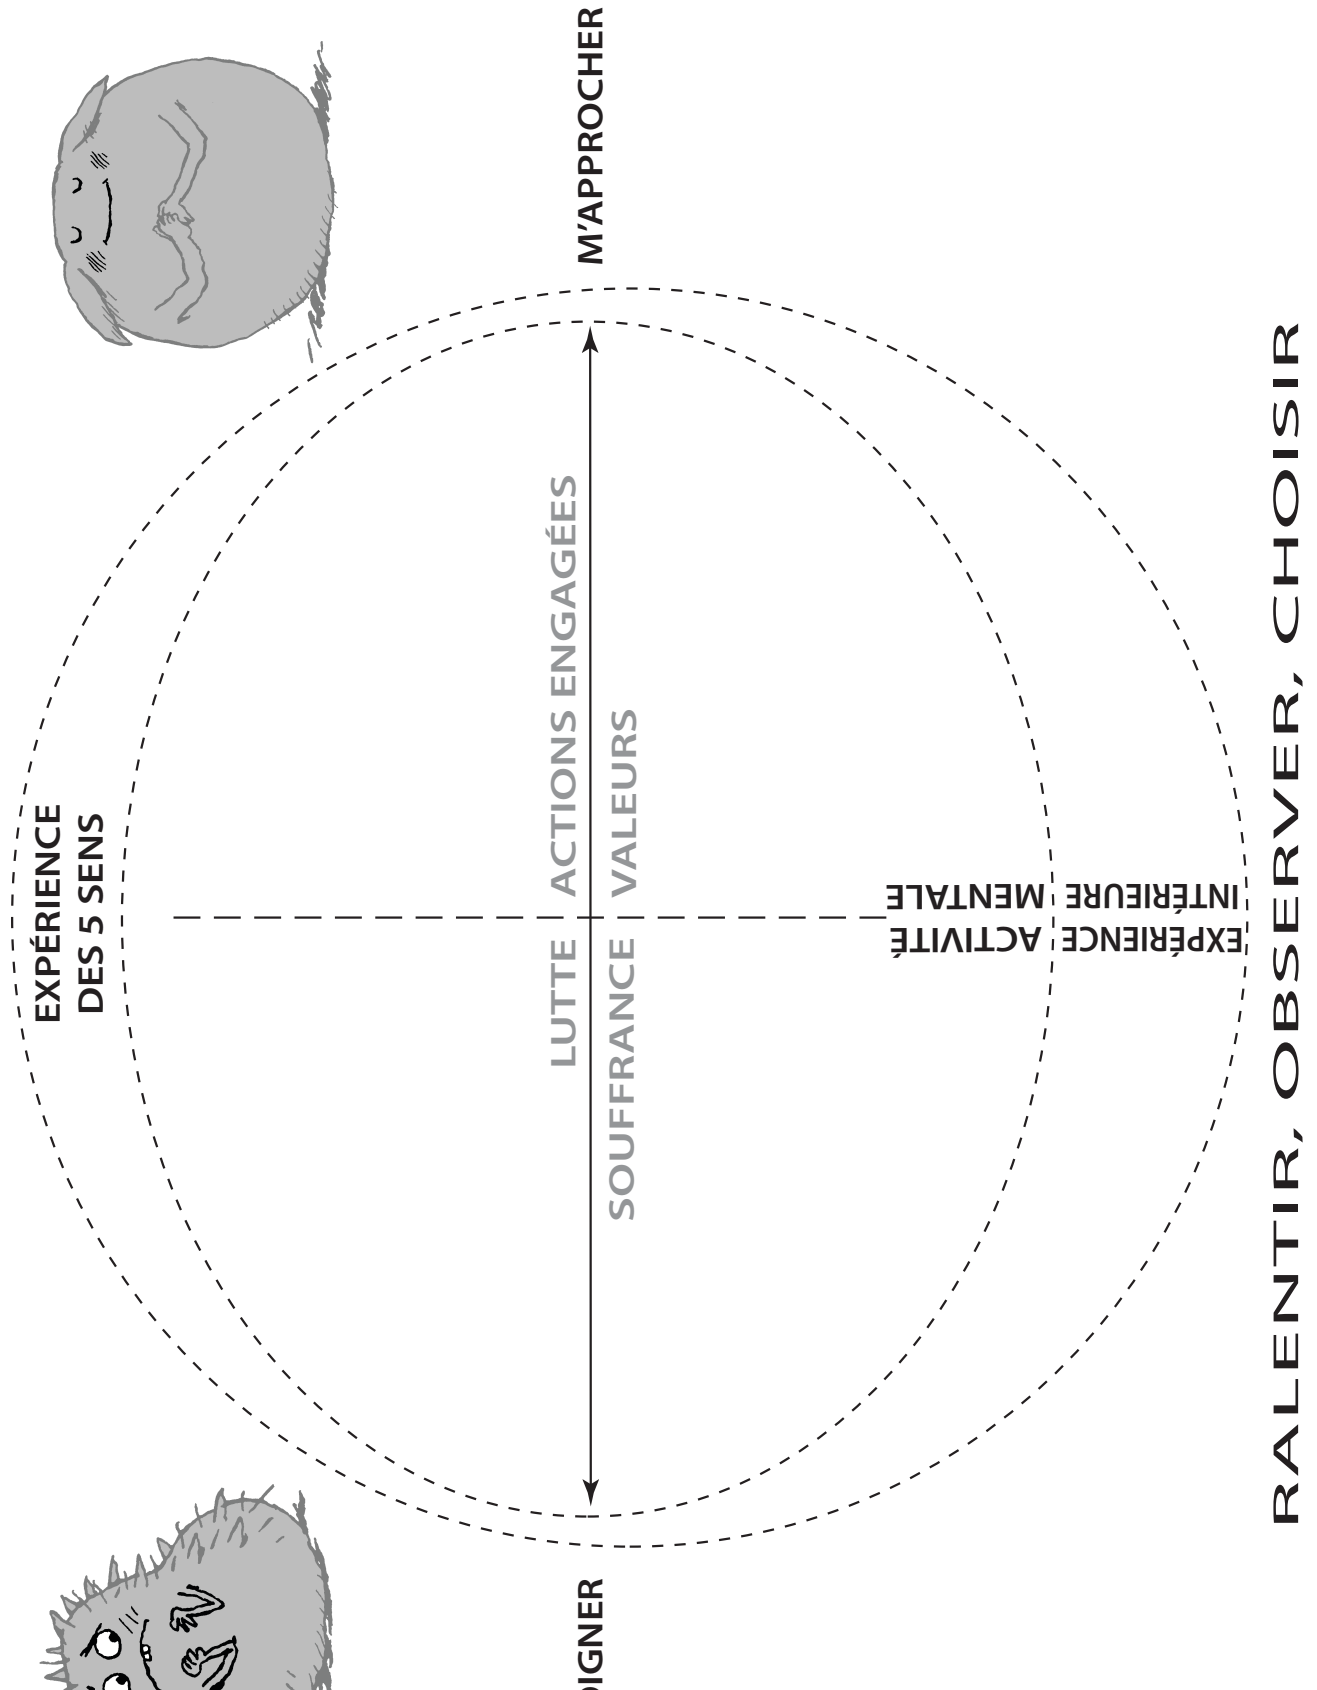 EXPÉRIENCE
DES 5 SENS
LUTTE
ACTIONS ENGAGÉES
M’APPROCHER
SOUFFRANCE
VALEURS
EXPÉRIENCE
INTÉRIEURE
ACTIVITÉ
MENTALE
RALENTIR, OBSERVER, CHOISIR